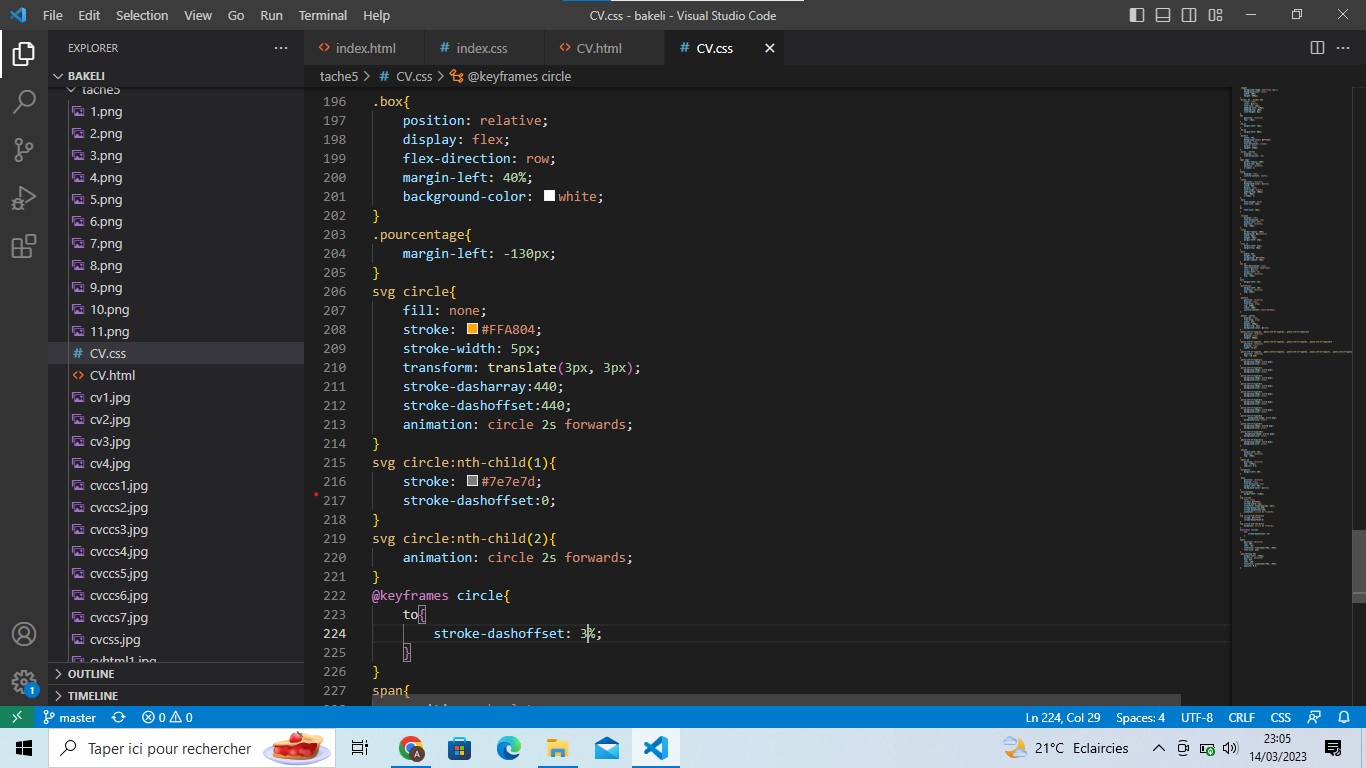 File Edit Selection View Go Run Terminal Help
CV.css - bakeli - Visual Studio Code
EXPLORER
index.html
index.css
CV.html
CV.css
BAKELI
tache5 > CV.css > @keyframes circle
tache5
1.png
2.png
3.png
4.png
5.png
6.png
7.png
8.png
9.png
10.png
11.png
CV.css
CV.html
cv1.jpg
cv2.jpg
cv3.jpg
cv4.jpg
cvccs1.jpg
cvccs2.jpg
cvccs3.jpg
cvccs4.jpg
cvccs5.jpg
cvccs6.jpg
cvccs7.jpg
cvcss.jpg
cvhtml1.jpg
OUTLINE
TIMELINE
196 .box{
197 position: relative;
198 display: flex;
199 flex-direction: row;
200 margin-left: 40%;
201 background-color: white;
202 }
203 .pourcentage{
204 margin-left: -130px;
205 }
206 svg circle{
207 fill: none;
208 stroke: #FFA804;
209 stroke-width: 5px;
210 transform: translate(3px, 3px);
211 stroke-dasharray:440;
212 stroke-dashoffset:440;
213 animation: circle 2s forwards;
214 }
215 svg circle:nth-child(1){
216 stroke: #7e7e7d;
217 stroke-dashoffset:0;
218 }
219 svg circle:nth-child(2){
220 animation: circle 2s forwards;
221 }
222 @keyframes circle{
223 to{
224 stroke-dashoffset: 3%;
225 }
226 }
227 span{
1
master
0 0
Ln 224, Col 29 Spaces: 4 UTF-8 CRLF CSS
Taper ici pour rechercher
A
21°C Eclaircies
23:05
14/03/2023